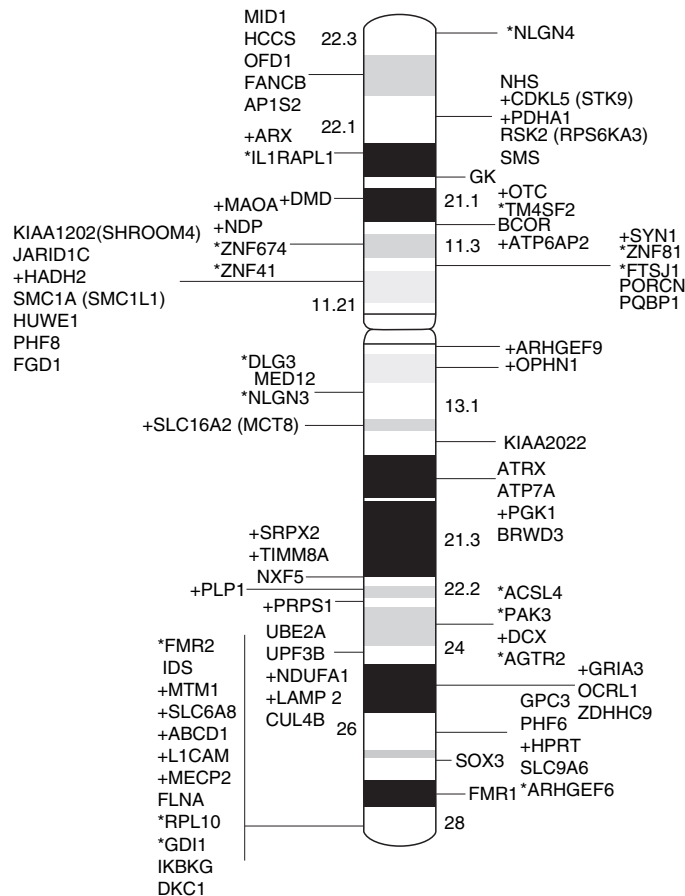 MID1
HCCS
OFD1
FANCB
AP1S2
22.3
*NLGN4
NHS
+CDKL5 (STK9)
+PDHA1
RSK2 (RPS6KA3)
SMS
22.1
+ARX
*IL1RAPL1
GK
+DMD
+MAOA
+NDP
*ZNF674
*ZNF41
21.1
+OTC
*TM4SF2
BCOR
+ATP6AP2
11.3
+SYN1
*ZNF81
*FTSJ1
PORCN
PQBP1
KIAA1202(SHROOM4)
JARID1C
+HADH2
SMC1A (SMC1L1)
HUWE1
PHF8
FGD1
11.21
+ARHGEF9
+OPHN1
*DLG3
MED12
*NLGN3
13.1
+SLC16A2 (MCT8)
KIAA2022
ATRX
ATP7A
+PGK1
BRWD3
21.3
+SRPX2
+TIMM8A
NXF5
+PLP1
+PRPS1
22.2
*ACSL4
*PAK3
+DCX
*AGTR2
24
UBE2A
UPF3B
+NDUFA1
+LAMP 2
CUL4B
+GRIA3
OCRL1
ZDHHC9
26
GPC3
PHF6
+HPRT
SLC9A6
*ARHGEF6
SOX3
FMR1
28
*FMR2
IDS
+MTM1
+SLC6A8
+ABCD1
+L1CAM
+MECP2
FLNA
*RPL10
*GDI1
IKBKG
DKC1